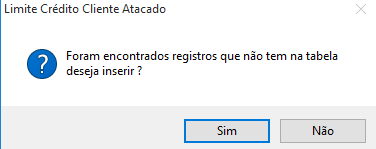 Limite Crédito Cliente Atacado
Foram encontrados registros que não tem na tabela
deseja inserir ?
Sim
Não